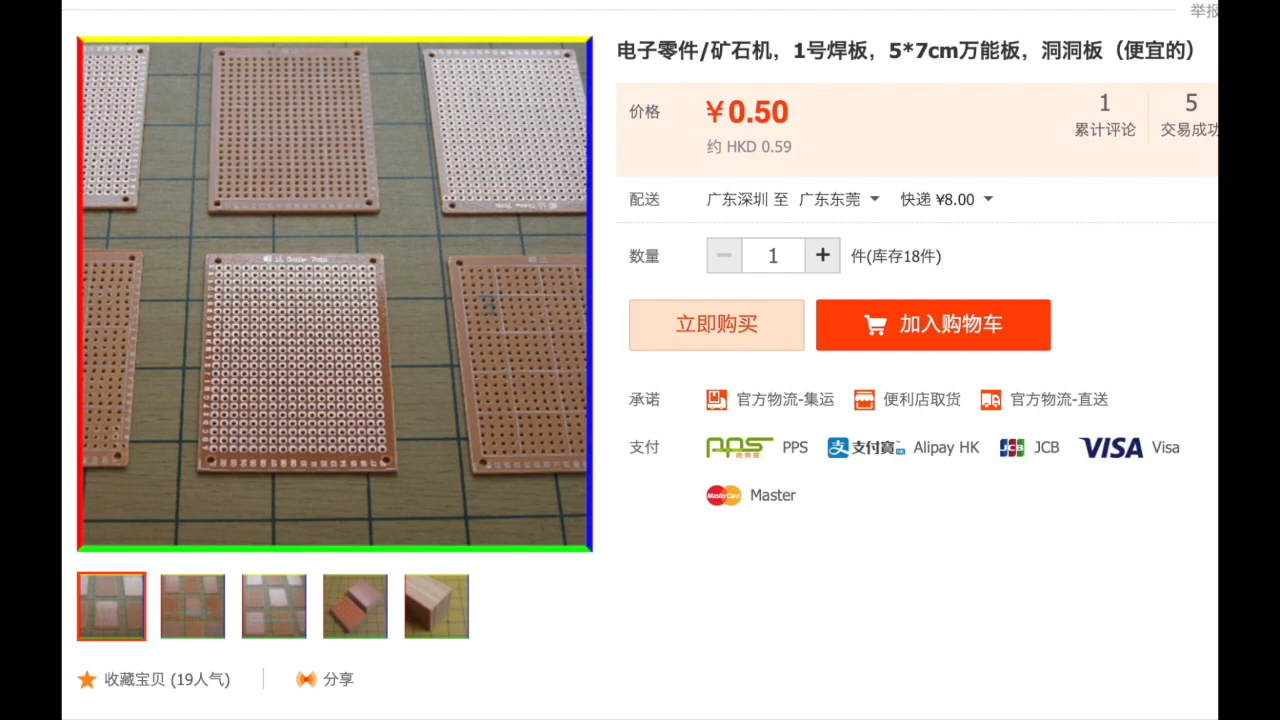 举报
电子零件/矿石机，1号焊板，5*7cm万能板，洞洞板（便宜的）
价格
￥0.50
约 HKD 0.59
1
累计评论
5
交易成功
配送
广东深圳 至 广东东莞
快递 ¥8.00
数量
1
件(库存18件)
立即购买
加入购物车
承诺
官方物流-集运
便利店取货
官方物流-直送
支付
PPS
支付宝
Alipay HK
JCB
VISA
Visa
MasterCard
Master
收藏宝贝 (19人气)
分享